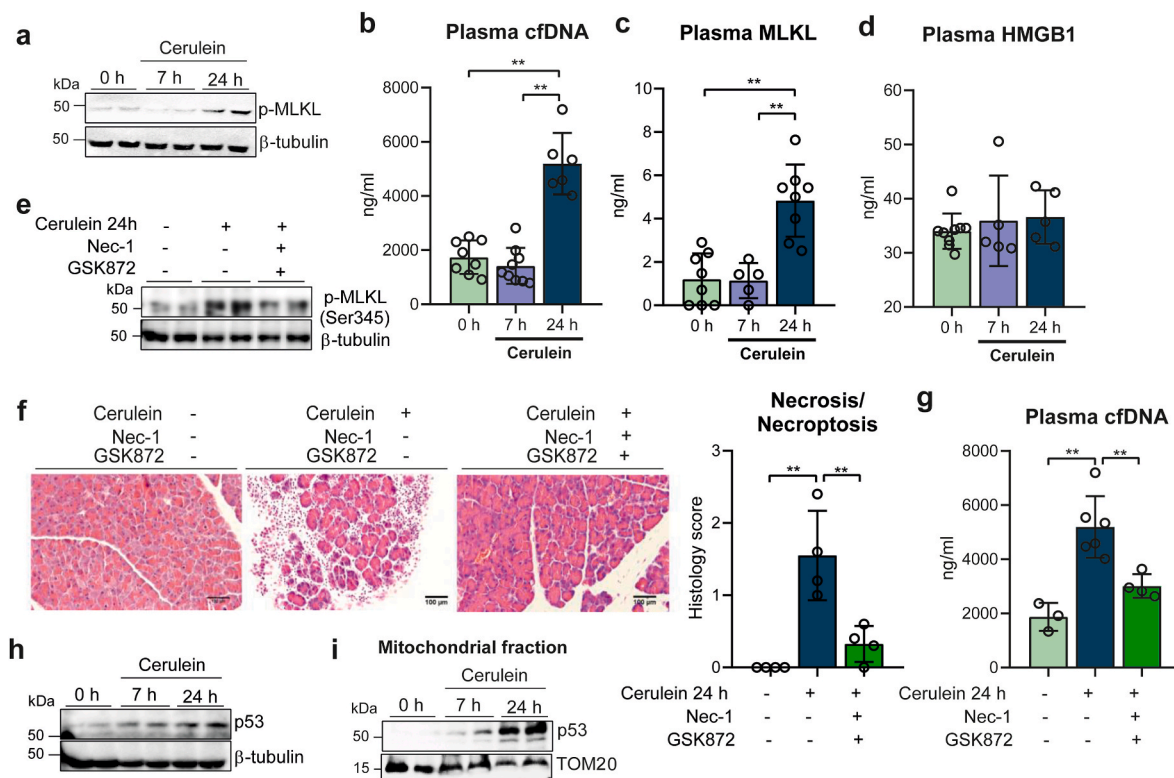 a
Cerulein
0 h 7 h 24 h
kDa
50
p-MLKL
50
β-tubulin
b
Plasma cfDNA
**
**
8000
6000
4000
2000
0
ng/ml
0 h 7 h 24 h
Cerulein
c
Plasma MLKL
**
**
10
8
6
4
2
0
ng/ml
0 h 7 h 24 h
Cerulein
d
Plasma HMGB1
60
50
40
30
20
ng/ml
0 h 7 h 24 h
Cerulein
e
Cerulein 24h - + +
Nec-1 - - +
GSK872 - - +
kDa
50
p-MLKL
(Ser345)
50
β-tubulin
f
Cerulein -
Nec-1 -
GSK872 -
Cerulein +
Nec-1 -
GSK872 -
100 µm
Cerulein +
Nec-1 +
GSK872 +
100 µm
Necrosis/
Necroptosis
** **
3
2
1
0
Histology score
Cerulein 24 h - + +
Nec-1 - - +
GSK872 - - +
g
Plasma cfDNA
** **
8000
6000
4000
2000
0
ng/ml
Cerulein 24 h - + +
Nec-1 - - +
GSK872 - - +
h
Cerulein
0 h 7 h 24 h
kDa
50
p53
50
β-tubulin
i
Mitochondrial fraction
Cerulein
0 h 7 h 24 h
kDa
50
p53
15
TOM20